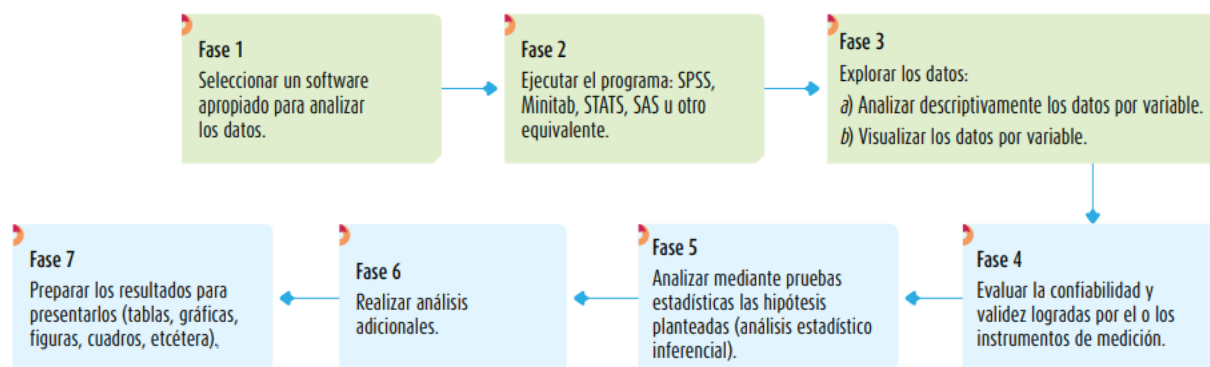 Fase 1
Seleccionar un software
apropiado para analizar
los datos.
Fase 2
Ejecutar el programa: SPSS,
Minitab, STATS, SAS u otro
equivalente.
Fase 3
Explorar los datos:
a) Analizar descriptivamente los datos por variable.
b) Visualizar los datos por variable.
Fase 4
Evaluar la confiabilidad y
validez logradas por el o los
instrumentos de medición.
Fase 5
Analizar mediante pruebas
estadísticas las hipótesis
planteadas (análisis estadístico
inferencial).
Fase 6
Realizar análisis
adicionales.
Fase 7
Preparar los resultados para
presentarlos (tablas, gráficas,
figuras, cuadros, etcétera).